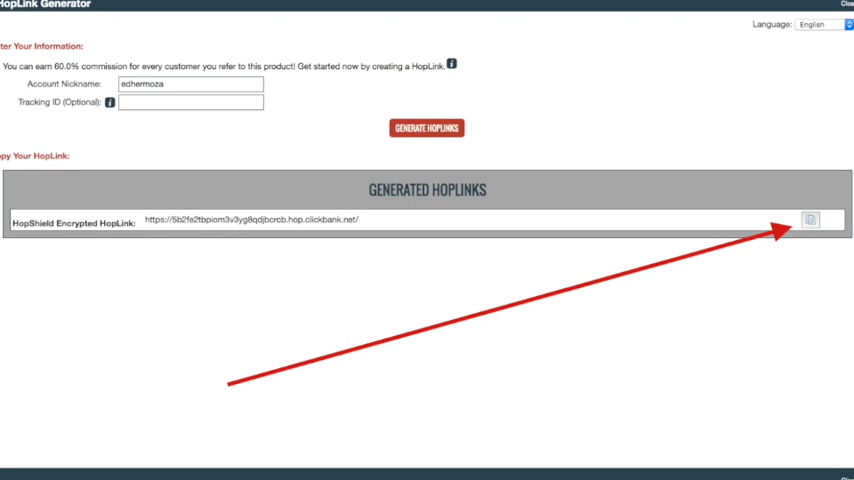 HopLink Generator
Clos
Language: English
ter Your Information:
You can earn 60.0% commission for every customer you refer to this product! Get started now by creating a HopLink.
Account Nickname: edhermoza
Tracking ID (Optional):
GENERATE HOPLINKS
opy Your HopLink:
GENERATED HOPLINKS
HopShield Encrypted HopLink: https://5b2fe2tbpiom3v3yg8qdjbcrcb.hop.clickbank.net/